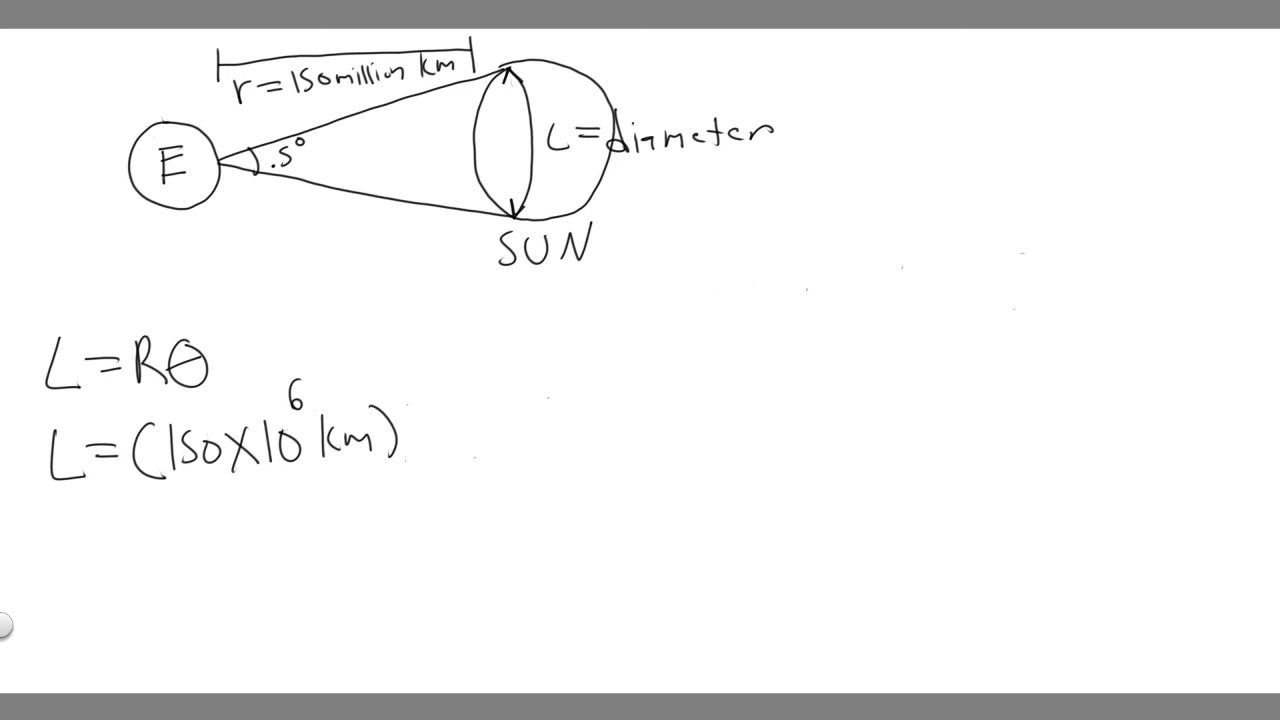 r=150million km
E
.5°
L=diameter
SUN
L=Rθ
L=(150X10⁶ km)